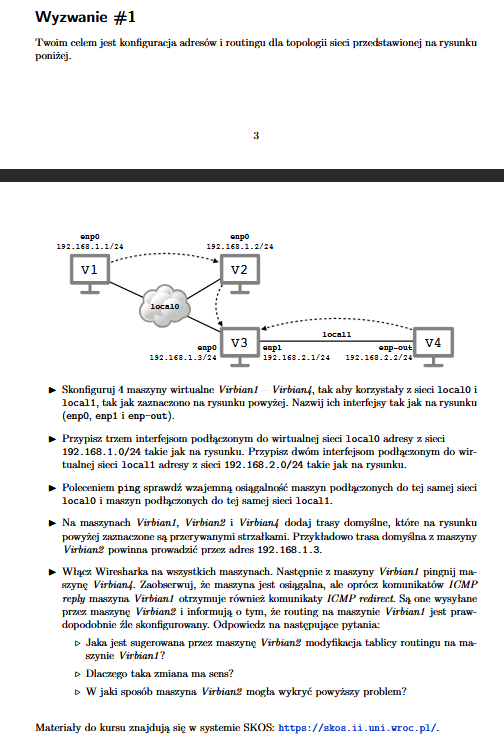 Wyzwanie #1
Twoim celem jest konfiguracja adresów i routingu dla topologii sieci przedstawionej na rysunku
poniżej.
3
enp0
192.168.1.1/24
enp0
192.168.1.2/24
V1
V2
local0
enp0
192.168.1.3/24
V3
enp1
192.168.2.1/24
local1
enp-out
192.168.2.2/24
V4
▶ Skonfiguruj 4 maszyny wirtualne Virbian1 – Virbian4, tak aby korzystały z sieci local0 i
local1, tak jak zaznaczono na rysunku powyżej. Nazwij ich interfejsy tak jak na rysunku
(enp0, enp1 i enp-out).
▶ Przypisz trzem interfejsom podłączonym do wirtualnej sieci local0 adresy z sieci
192.168.1.0/24 takie jak na rysunku. Przypisz dwóm interfejsom podłączonym do wir-
tualnej sieci local1 adresy z sieci 192.168.2.0/24 takie jak na rysunku.
▶ Poleceniem ping sprawdź wzajemną osiągalność maszyn podłączonych do tej samej sieci
local0 i maszyn podłączonych do tej samej sieci local1.
▶ Na maszynach Virbian1, Virbian2 i Virbian4 dodaj trasy domyślne, które na rysunku
powyżej zaznaczone są przerywanymi strzałkami. Przykładowo trasa domyślna z maszyny
Virbian2 powinna prowadzić przez adres 192.168.1.3.
▶ Włącz Wiresharka na wszystkich maszynach. Następnie z maszyny Virbian1 pingnij ma-
szynę Virbian4. Zaobserwuj, że maszyna jest osiągalna, ale oprócz komunikatów ICMP
reply maszyna Virbian1 otrzymuje również komunikaty ICMP redirect. Są one wysyłane
przez maszynę Virbian2 i informują o tym, że routing na maszynie Virbian1 jest praw-
dopodobnie źle skonfigurowany. Odpowiedz na następujące pytania:
▷ Jaka jest sugerowana przez maszynę Virbian2 modyfikacja tablicy routingu na ma-
szynie Virbian1?
▷ Dlaczego taka zmiana ma sens?
▷ W jaki sposób maszyna Virbian2 mogła wykryć powyższy problem?
Materiały do kursu znajdują się w systemie SKOS: https://skos.ii.uni.wroc.pl/.